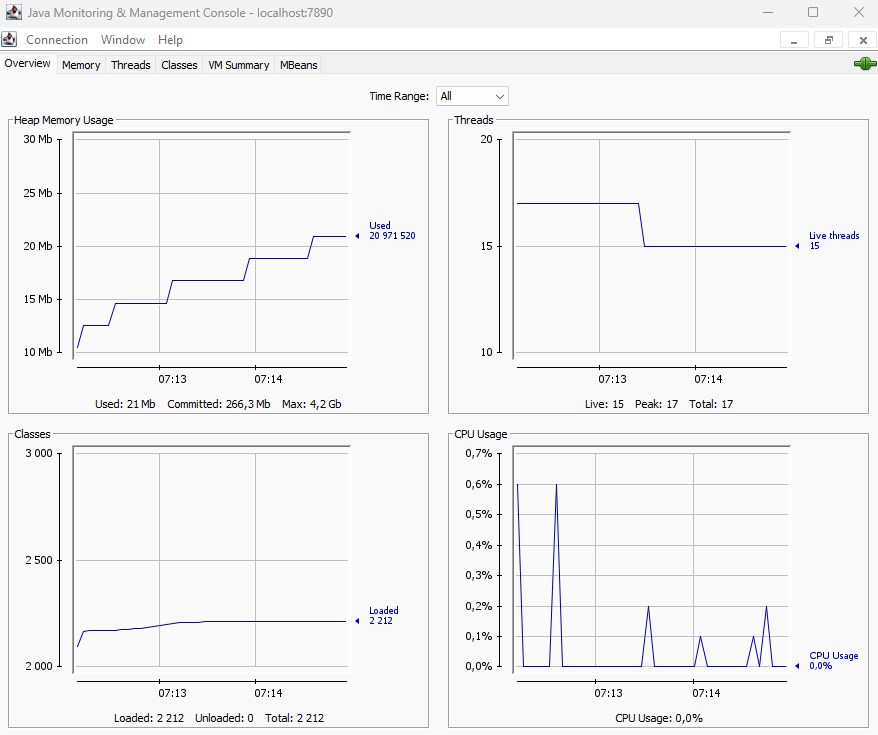 Java Monitoring & Management Console - localhost:7890
Connection Window Help
Overview Memory Threads Classes VM Summary MBeans
Time Range: All
Heap Memory Usage
30 Mb
25 Mb
20 Mb
15 Mb
10 Mb
Used
20 971 520
07:13 07:14
Used: 21 Mb Committed: 266,3 Mb Max: 4,2 Gb
Threads
20
15
10
Live threads
15
07:13 07:14
Live: 15 Peak: 17 Total: 17
Classes
3 000
2 500
2 000
Loaded
2 212
07:13 07:14
Loaded: 2 212 Unloaded: 0 Total: 2 212
CPU Usage
0,7%
0,6%
0,5%
0,4%
0,3%
0,2%
0,1%
0,0%
CPU Usage
0,0%
07:13 07:14
CPU Usage: 0,0%